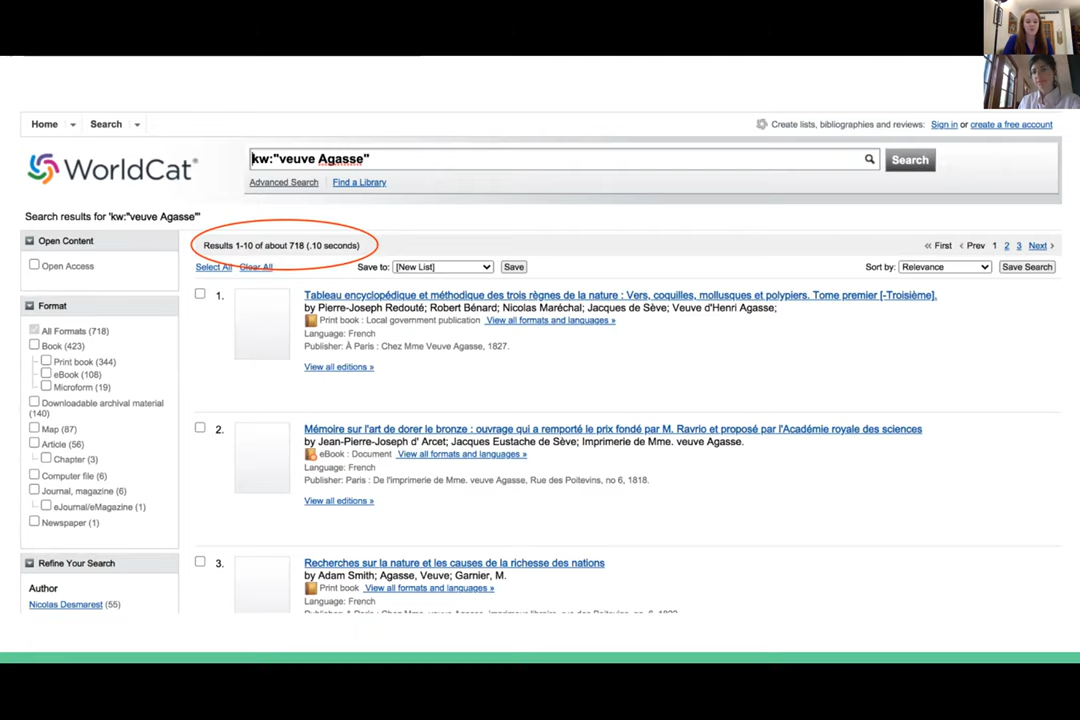 Home Search Create lists, bibliographies and reviews: Sign in or create a free account
WorldCat® kw:"veuve Agasse" Search
Advanced Search Find a Library
Search results for 'kw:"veuve Agasse"'
Open Content
Open Access
Format
All Formats (718)
Book (423)
Print book (344)
eBook (108)
Microform (19)
Downloadable archival material
(140)
Map (87)
Article (56)
Chapter (3)
Computer file (6)
Journal, magazine (6)
eJournal/eMagazine (1)
Newspaper (1)
Refine Your Search
Author
Nicolas Desmarest (55)
Results 1-10 of about 718 (.10 seconds) « First ‹ Prev 1 2 3 Next ›
Select All Clear All Save to: [New List] Save Sort by: Relevance Save Search
1. Tableau encyclopédique et méthodique des trois règnes de la nature : Vers, coquilles, mollusques et polypiers. Tome premier [-Troisième].
by Pierre-Joseph Redouté; Robert Bénard; Nicolas Maréchal; Jacques de Sève; Veuve d'Henri Agasse;
Print book : Local government publication View all formats and languages »
Language: French
Publisher: À Paris : Chez Mme Veuve Agasse, 1827.
View all editions »
2. Mémoire sur l'art de dorer le bronze : ouvrage qui a remporté le prix fondé par M. Ravrio et proposé par l'Académie royale des sciences
by Jean-Pierre-Joseph d' Arcet; Jacques Eustache de Sève; Imprimerie de Mme. veuve Agasse.
eBook : Document View all formats and languages »
Language: French
Publisher: Paris : De l'imprimerie de Mme. veuve Agasse, Rue des Poitevins, no 6, 1818.
View all editions »
3. Recherches sur la nature et les causes de la richesse des nations
by Adam Smith; Agasse, Veuve; Garnier, M.
Print book View all formats and languages »
Language: French